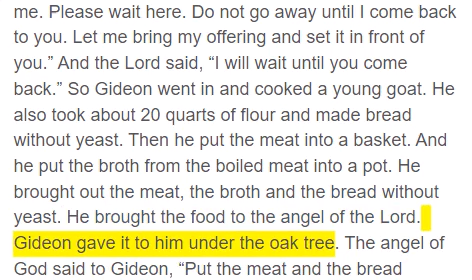 me. Please wait here. Do not go away until I come back
to you. Let me bring my offering and set it in front of
you.” And the Lord said, “I will wait until you come
back.” So Gideon went in and cooked a young goat. He
also took about 20 quarts of flour and made bread
without yeast. Then he put the meat into a basket. And
he put the broth from the boiled meat into a pot. He
brought out the meat, the broth and the bread without
yeast. He brought the food to the angel of the Lord.
Gideon gave it to him under the oak tree. The angel of
God said to Gideon, “Put the meat and the bread